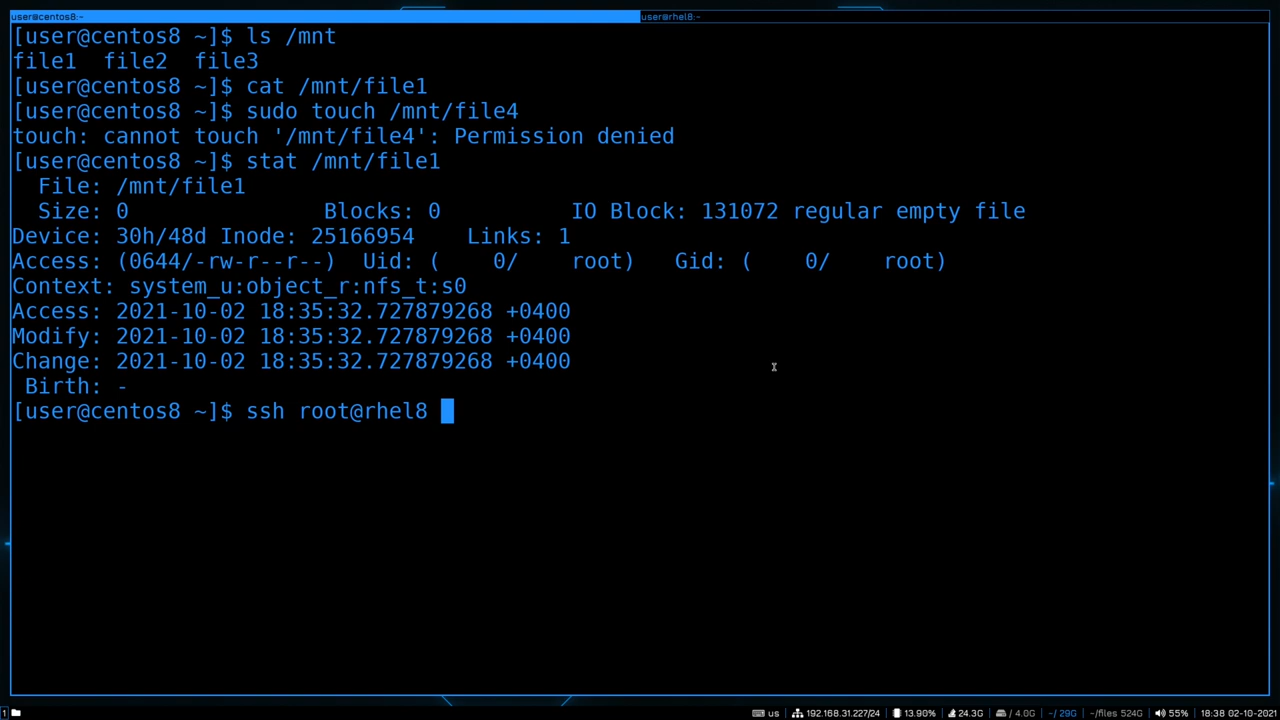 user@centos8:~ user@rhel8:~
[user@centos8 ~]$ ls /mnt
file1  file2  file3
[user@centos8 ~]$ cat /mnt/file1
[user@centos8 ~]$ sudo touch /mnt/file4
touch: cannot touch '/mnt/file4': Permission denied
[user@centos8 ~]$ stat /mnt/file1
  File: /mnt/file1
  Size: 0               Blocks: 0          IO Block: 131072 regular empty file
Device: 30h/48d Inode: 25166954    Links: 1
Access: (0644/-rw-r--r--)  Uid: (    0/    root)   Gid: (    0/    root)
Context: system_u:object_r:nfs_t:s0
Access: 2021-10-02 18:35:32.727879268 +0400
Modify: 2021-10-02 18:35:32.727879268 +0400
Change: 2021-10-02 18:35:32.727879268 +0400
 Birth: -
[user@centos8 ~]$ ssh root@rhel8
1 us 192.168.31.227/24 13.90% 24.3G / 4.0G ~/ 29G ~/files 524G 55% 18:38 02-10-2021